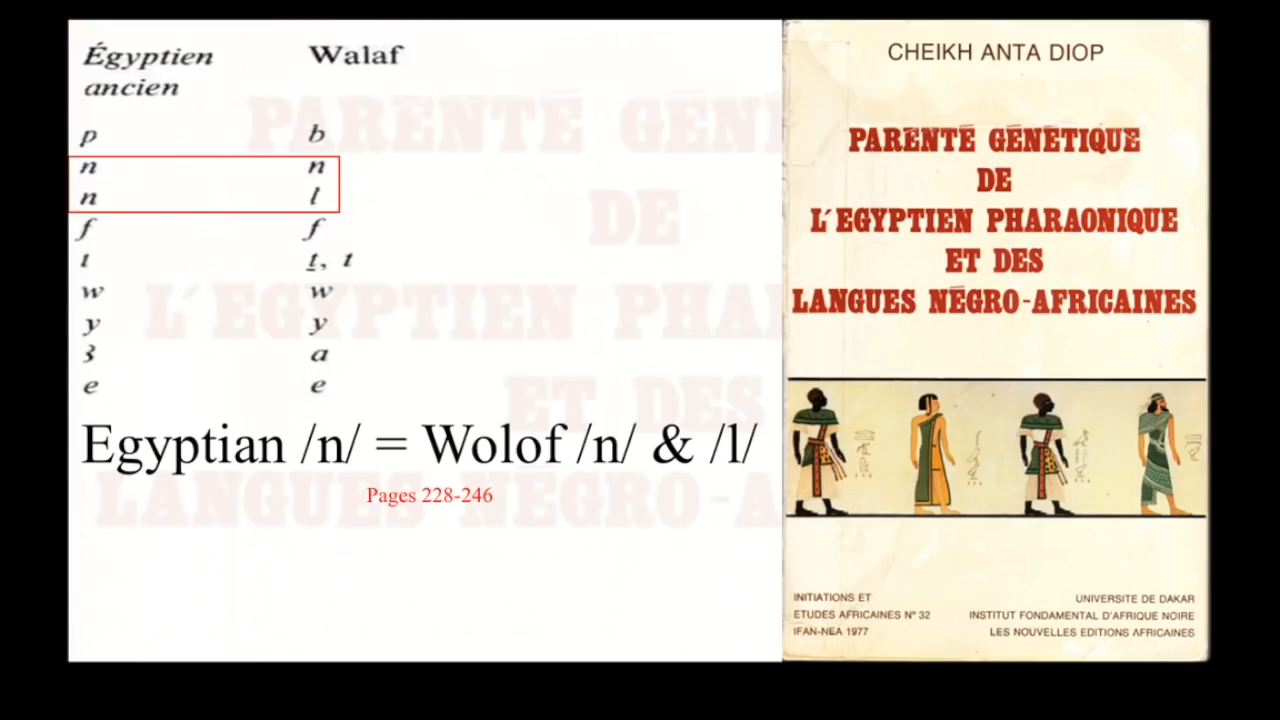 Égyptien Walaf
ancien
p b
n n
n l
f f
t ṯ, t
w w
y y
ȝ a
e e
Egyptian /n/ = Wolof /n/ & /l/
Pages 228-246
CHEIKH ANTA DIOP
PARENTÉ GÉNÉTIQUE
DE
L'EGYPTIEN PHARAONIQUE
ET DES
LANGUES NÉGRO-AFRICAINES
INITIATIONS ET
ETUDES AFRICAINES N° 32
IFAN-NEA 1977
UNIVERSITE DE DAKAR
INSTITUT FONDAMENTAL D'AFRIQUE NOIRE
LES NOUVELLES EDITIONS AFRICAINES